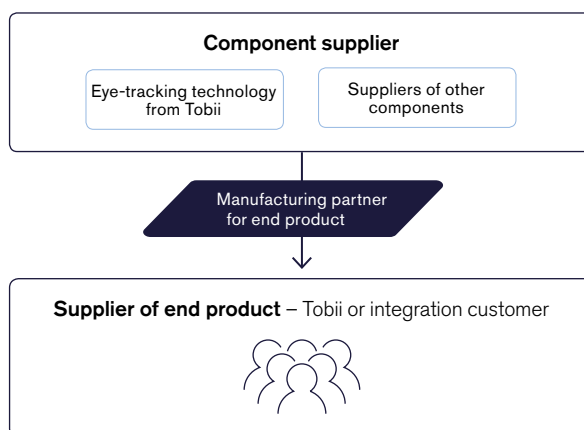 Component supplier
Eye-tracking technology
from Tobii
Suppliers of other
components
Manufacturing partner
for end product
Supplier of end product – Tobii or integration customer